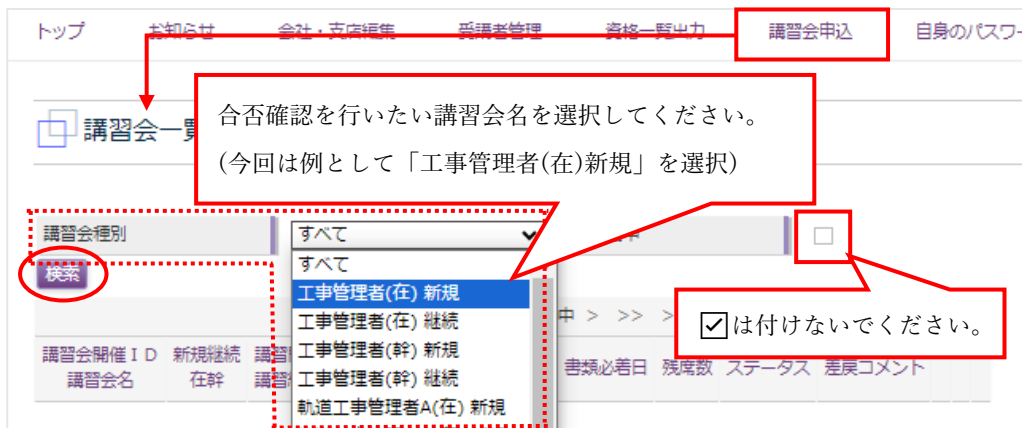 トップ お知らせ 会社・支店編集 受講者管理 資格一覧出力 講習会申込 自身のパスワー
講習会一覧
合否確認を行いたい講習会名を選択してください。
(今回は例として「工事管理者(在)新規」を選択)
講習会種別 すべて 中
検索
すべて
工事管理者(在) 新規
工事管理者(在) 継続
工事管理者(幹) 新規
工事管理者(幹) 継続
軌道工事管理者A(在) 新規
中 > >> >
☑は付けないでください。
講習会開催ID 新規継続 講習 書類必着日 残席数 ステータス 差戻コメント
講習会名 在幹 講習